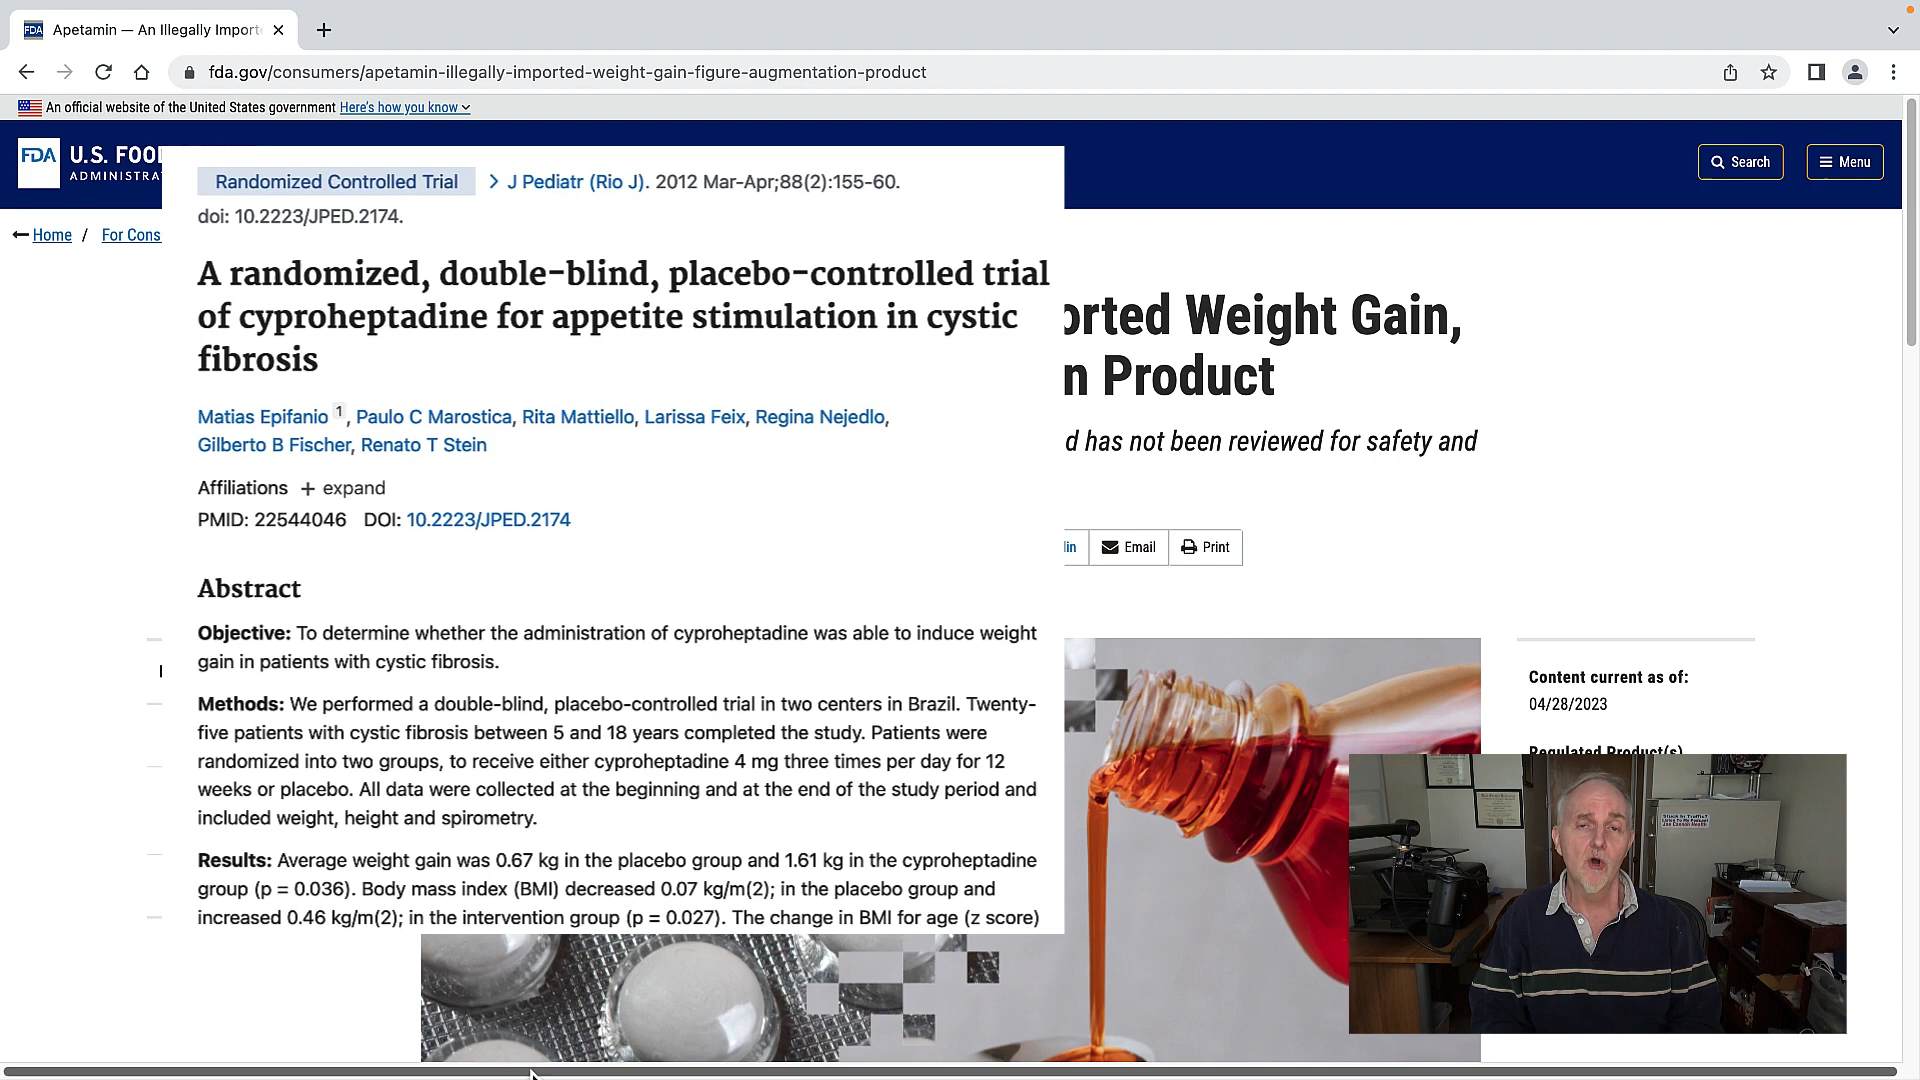 FDA Apetamin — An Illegally Import
fda.gov/consumers/apetamin-illegally-imported-weight-gain-figure-augmentation-product
An official website of the United States government Here's how you know
FDA U.S. FOO
ADMINISTRA
Search
Menu
Home / For Cons
Randomized Controlled Trial > J Pediatr (Rio J). 2012 Mar-Apr;88(2):155-60.
doi: 10.2223/JPED.2174.
A randomized, double-blind, placebo-controlled trial
of cyproheptadine for appetite stimulation in cystic
fibrosis
Matias Epifanio 1, Paulo C Marostica, Rita Mattiello, Larissa Feix, Regina Nejedlo,
Gilberto B Fischer, Renato T Stein
Affiliations + expand
PMID: 22544046 DOI: 10.2223/JPED.2174
Abstract
Objective: To determine whether the administration of cyproheptadine was able to induce weight
gain in patients with cystic fibrosis.
Methods: We performed a double-blind, placebo-controlled trial in two centers in Brazil. Twenty-
five patients with cystic fibrosis between 5 and 18 years completed the study. Patients were
randomized into two groups, to receive either cyproheptadine 4 mg three times per day for 12
weeks or placebo. All data were collected at the beginning and at the end of the study period and
included weight, height and spirometry.
Results: Average weight gain was 0.67 kg in the placebo group and 1.61 kg in the cyproheptadine
group (p = 0.036). Body mass index (BMI) decreased 0.07 kg/m(2); in the placebo group and
increased 0.46 kg/m(2); in the intervention group (p = 0.027). The change in BMI for age (z score)
orted Weight Gain,
n Product
d has not been reviewed for safety and
in
Email
Print
Content current as of:
04/28/2023
Regulated Product(s)
Stuck In Traffic?
Joe Cannon Health